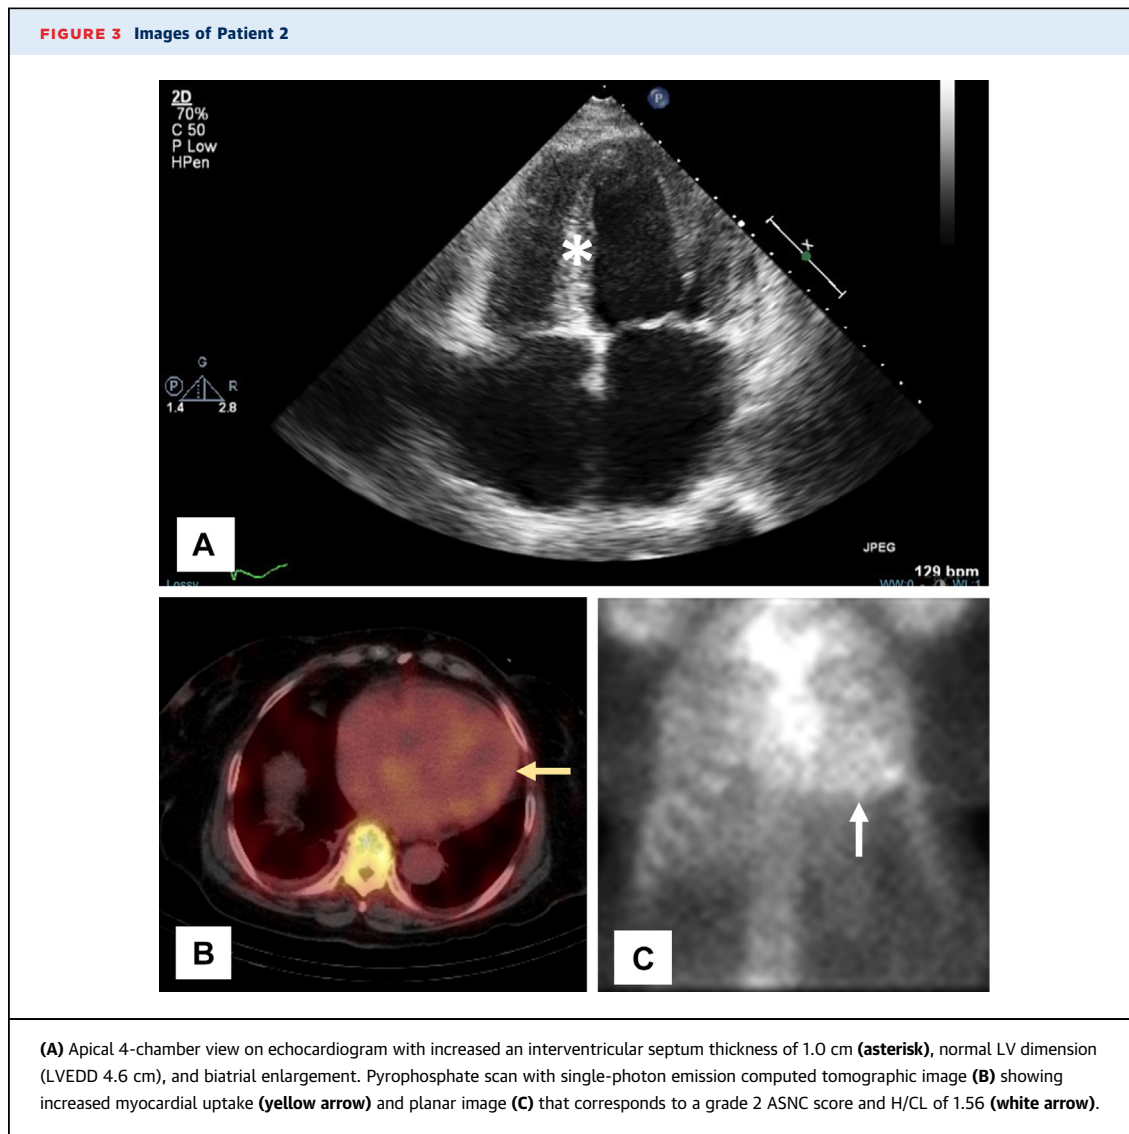 FIGURE 3 Images of Patient 2
2D
70%
C 50
P Low
HPen
P
*
x
G
P R
1.4 2.8
JPEG
129 bpm
A
Lossy
B
C
(A) Apical 4-chamber view on echocardiogram with increased an interventricular septum thickness of 1.0 cm (asterisk), normal LV dimension
(LVEDD 4.6 cm), and biatrial enlargement. Pyrophosphate scan with single-photon emission computed tomographic image (B) showing
increased myocardial uptake (yellow arrow) and planar image (C) that corresponds to a grade 2 ASNC score and H/CL of 1.56 (white arrow).